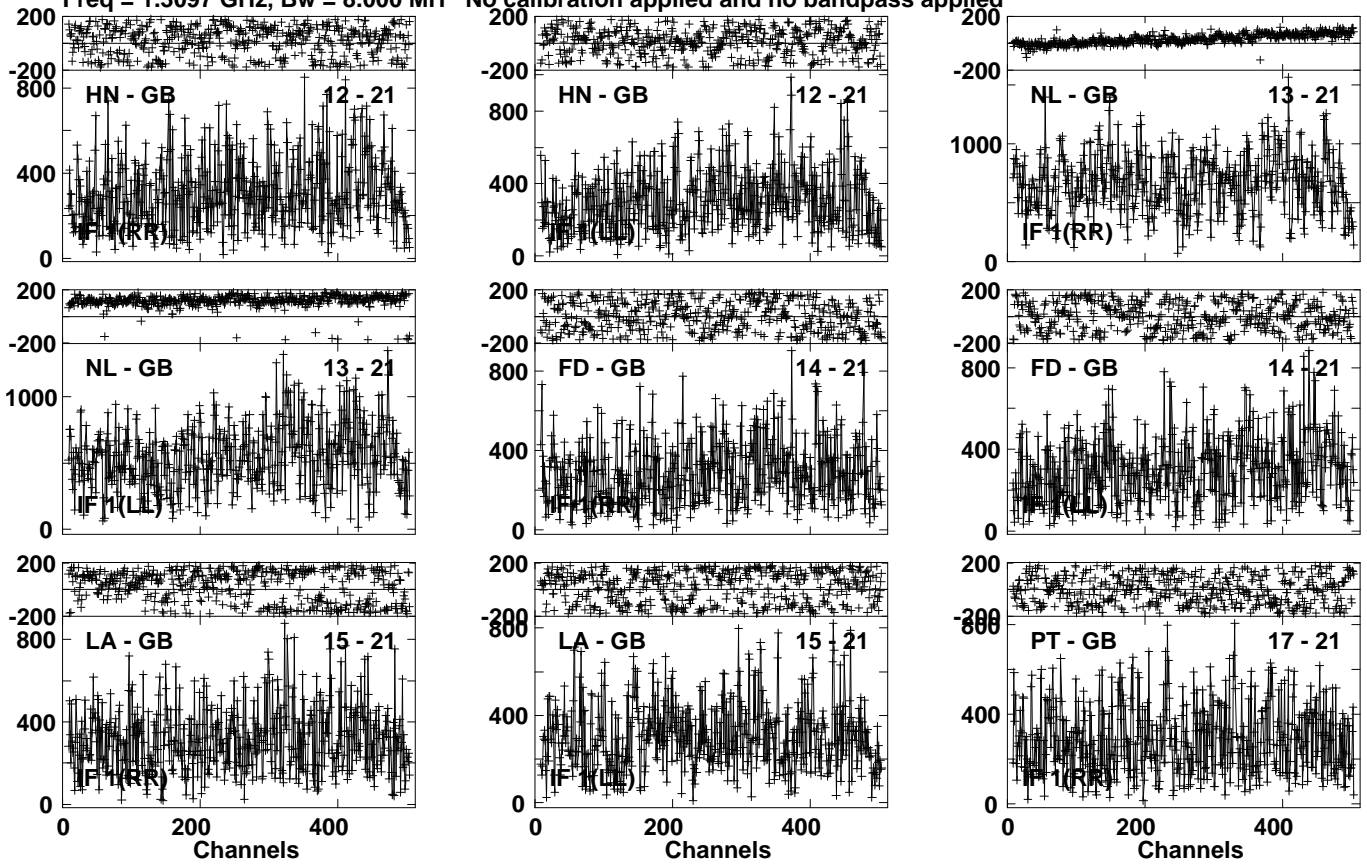 Freq = 1.3097 GHz, Bw = 8.000 MH No calibration applied and no bandpass applied
200 200 200
-200 -200 -200
800 HN - GB 12 - 21 800 HN - GB 12 - 21 1000 NL - GB 13 - 21
400 400
IF 1(RR) IF 1(LL) IF 1(RR)
0 0 0
200 200 200
-200 -200 -200
1000 NL - GB 13 - 21 800 FD - GB 14 - 21 800 FD - GB 14 - 21
400 400
IF 1(LL) IF 1(RR) IF 1(LL)
0 0 0
200 200 200
-200 -200 -200
800 LA - GB 15 - 21 800 LA - GB 15 - 21 800 PT - GB 17 - 21
400 400 400
IF 1(RR) IF 1(LL) IF 1(RR)
0 0 0
0 200 400 0 200 400 0 200 400
Channels Channels Channels